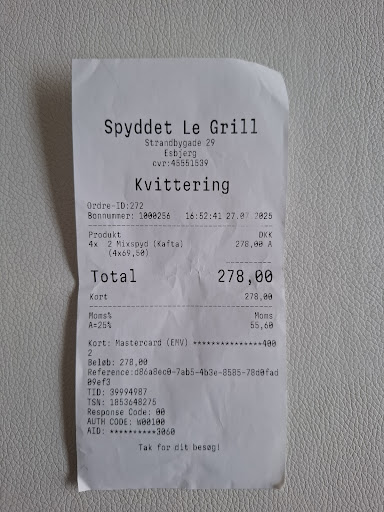 Spyddet Le Grill
Strandbygade 29
Esbjerg
cvr:45551539
Kvittering
Ordre-ID:272
Bonnummer: 1000256 16:52:41 27.07 2025
Produkt DKK
4x 2 Mixspyd (Kafta) 278,00 A
(4x69,50)
Total 278,00
Kort 278,00
Moms% Moms
A=25% 55,60
Kort: Mastercard (EMV) ***************400
2
Beløb: 278,00
Reference:d86a8ec0-7ab5-4b3e-8585-78d0fad
09ef3
TID: 39994987
TSN: 1853648275
Response Code: 00
AUTH CODE: W00100
AID: **********3060
Tak for dit besøg!